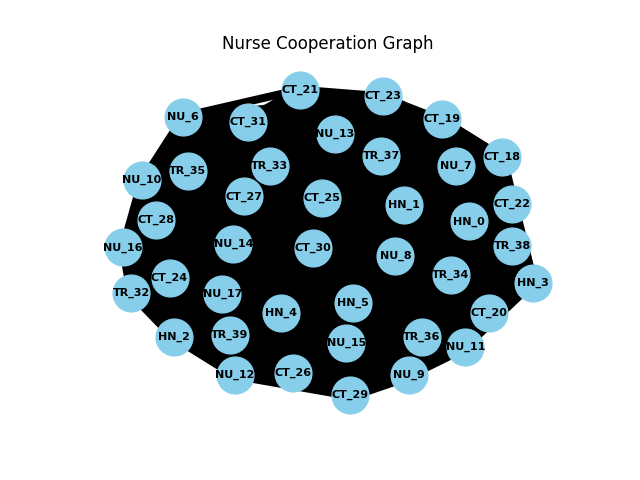 Nurse Cooperation Graph
CT_21
CT_23
NU_6
CT_31
CT_19
NU_13
TR_37
CT_18
TR_33
NU_7
TR_35
NU_10
CT_27
CT_25
HN_1
CT_22
CT_28
HN_0
NU_14
CT_30
TR_38
NU_16
NU_8
CT_24
TR_34
HN_3
TR_32
NU_17
HN_5
HN_4
CT_20
HN_2
TR_39
TR_36
NU_15
NU_11
NU_12
CT_26
NU_9
CT_29